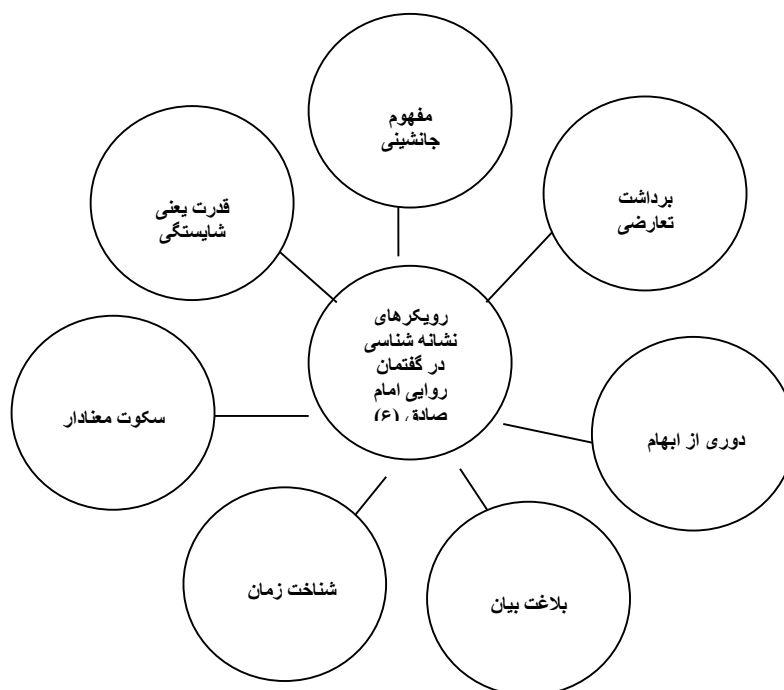 مفهوم
جانشینی
برداشت
تعارضی
قدرت یعنی
شایستگی
رویکرهای
نشانه شناسی
در گفتمان
روایی امام
صادق (ع)
سکوت معنادار
دوری از ابهام
شناخت زمان
بلاغت بیان